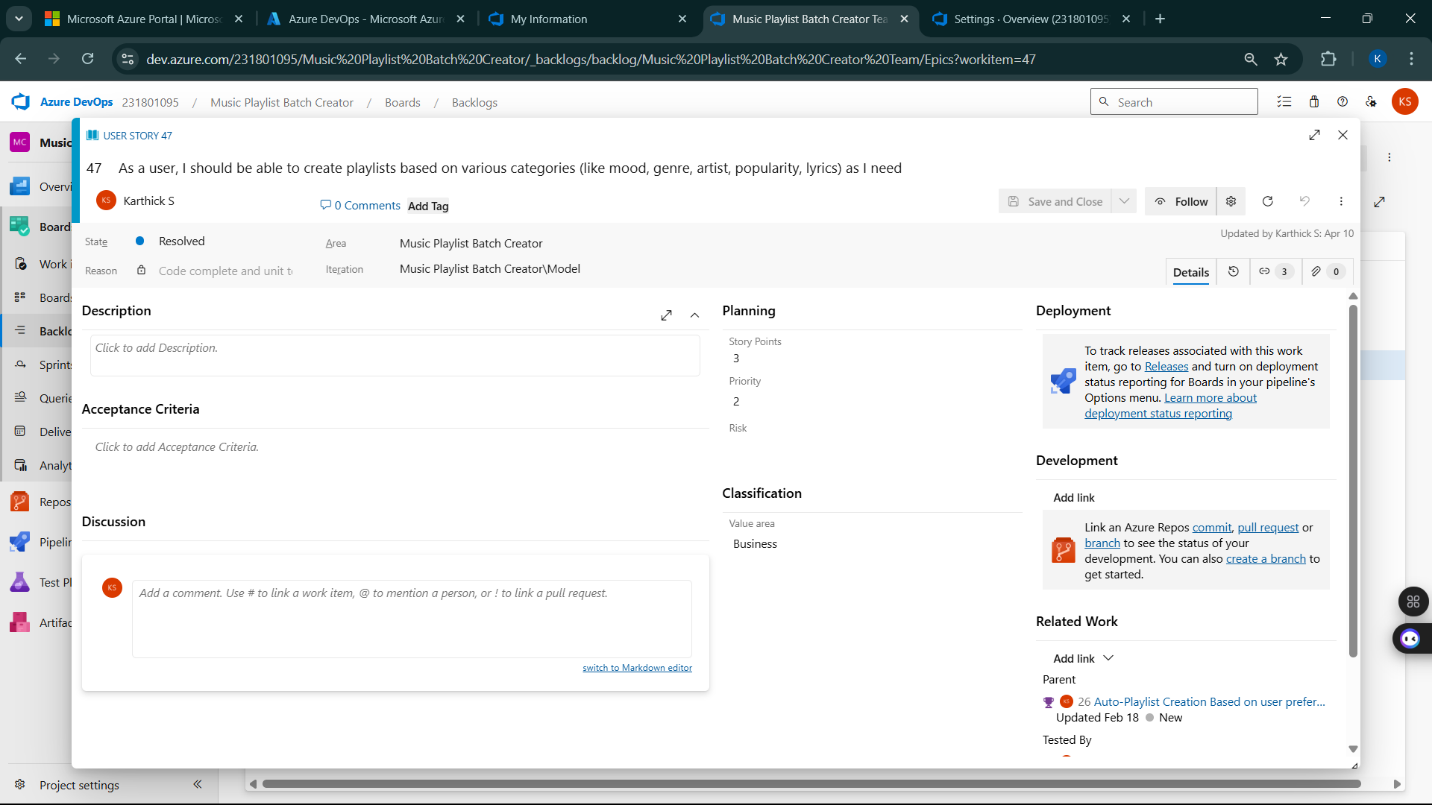 Microsoft Azure Portal | Micros
Azure DevOps - Microsoft Azur
My Information
Music Playlist Batch Creator Tea
Settings · Overview (231801095
dev.azure.com/231801095/Music%20Playlist%20Batch%20Creator/_backlogs/backlog/Music%20Playlist%20Batch%20Creator%20Team/Epics?workitem=47
K
Azure DevOps 231801095 / Music Playlist Batch Creator / Boards / Backlogs
Search
KS
MC Music
Overvi
Board
Work i
Boards
Backlo
Sprints
Querie
Delive
Analyt
Repos
Pipelin
Test Pl
Artifac
Project settings
USER STORY 47
47 As a user, I should be able to create playlists based on various categories (like mood, genre, artist, popularity, lyrics) as I need
KS Karthick S
0 Comments
Add Tag
Save and Close
Follow
State Resolved
Area Music Playlist Batch Creator
Updated by Karthick S: Apr 10
Reason Code complete and unit t
Iteration Music Playlist Batch Creator\Model
Details
3
0
Description
Click to add Description.
Acceptance Criteria
Click to add Acceptance Criteria.
Discussion
KS
Add a comment. Use # to link a work item, @ to mention a person, or ! to link a pull request.
switch to Markdown editor
Planning
Story Points
3
Priority
2
Risk
Classification
Value area
Business
Deployment
To track releases associated with this work
item, go to Releases and turn on deployment
status reporting for Boards in your pipeline's
Options menu. Learn more about
deployment status reporting
Development
Add link
Link an Azure Repos commit, pull request or
branch to see the status of your
development. You can also create a branch to
get started.
Related Work
Add link
Parent
KS 26 Auto-Playlist Creation Based on user prefer...
Updated Feb 18 New
Tested By